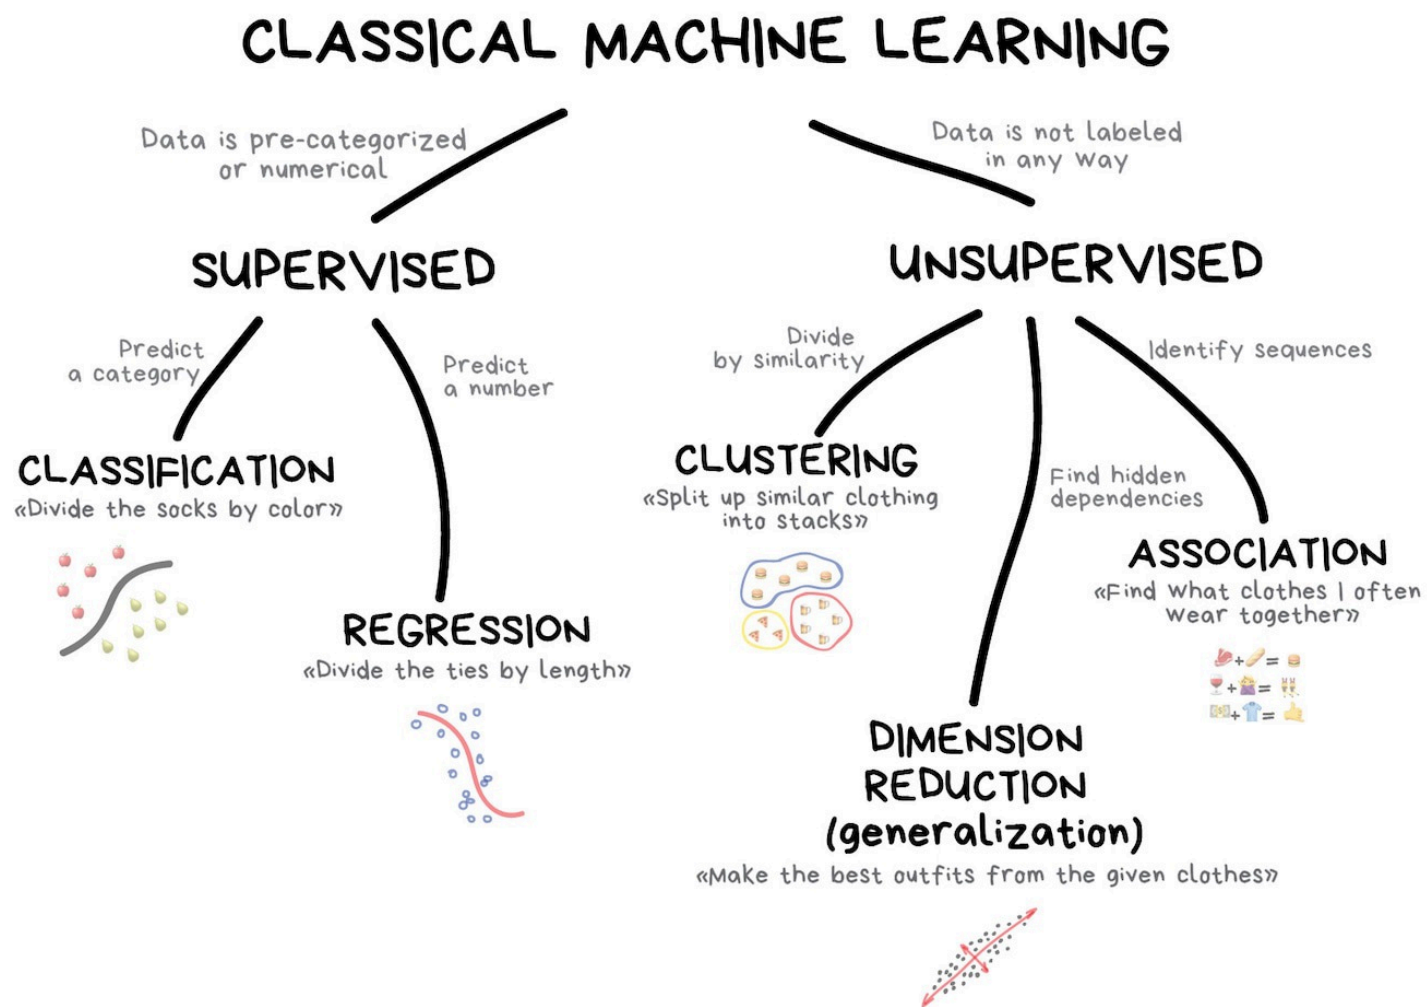 CLASSICAL MACHINE LEARNING
Data is pre-categorized
or numerical
Data is not labeled
in any way
SUPERVISED
UNSUPERVISED
Predict
a category
Predict
a number
Divide
by similarity
Identify sequences
CLASSIFICATION
«Divide the socks by color»
CLUSTERING
«Split up similar clothing
into stacks»
Find hidden
dependencies
ASSOCIATION
«Find what clothes I often
wear together»
REGRESSION
«Divide the ties by length»
+ =
+ =
+ =
DIMENSION
REDUCTION
(generalization)
«Make the best outfits from the given clothes»